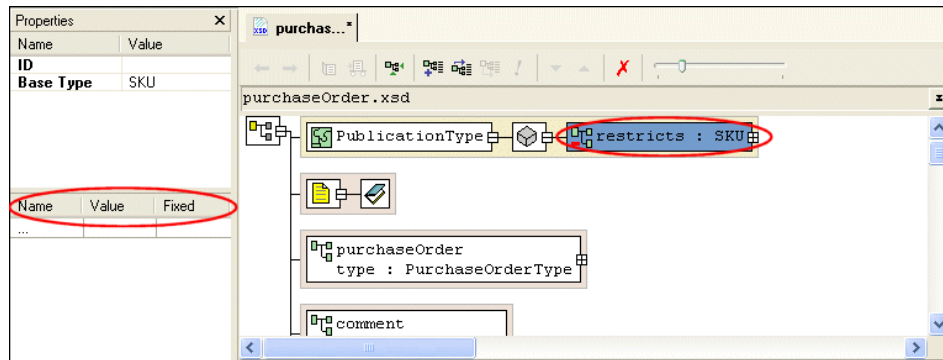 Properties
Name Value
ID
Base Type SKU
Name Value Fixed
...
XSD purchas...*
purchaseOrder.xsd
PublicationType restricts : SKU
purchaseOrder
type : PurchaseOrderType
comment